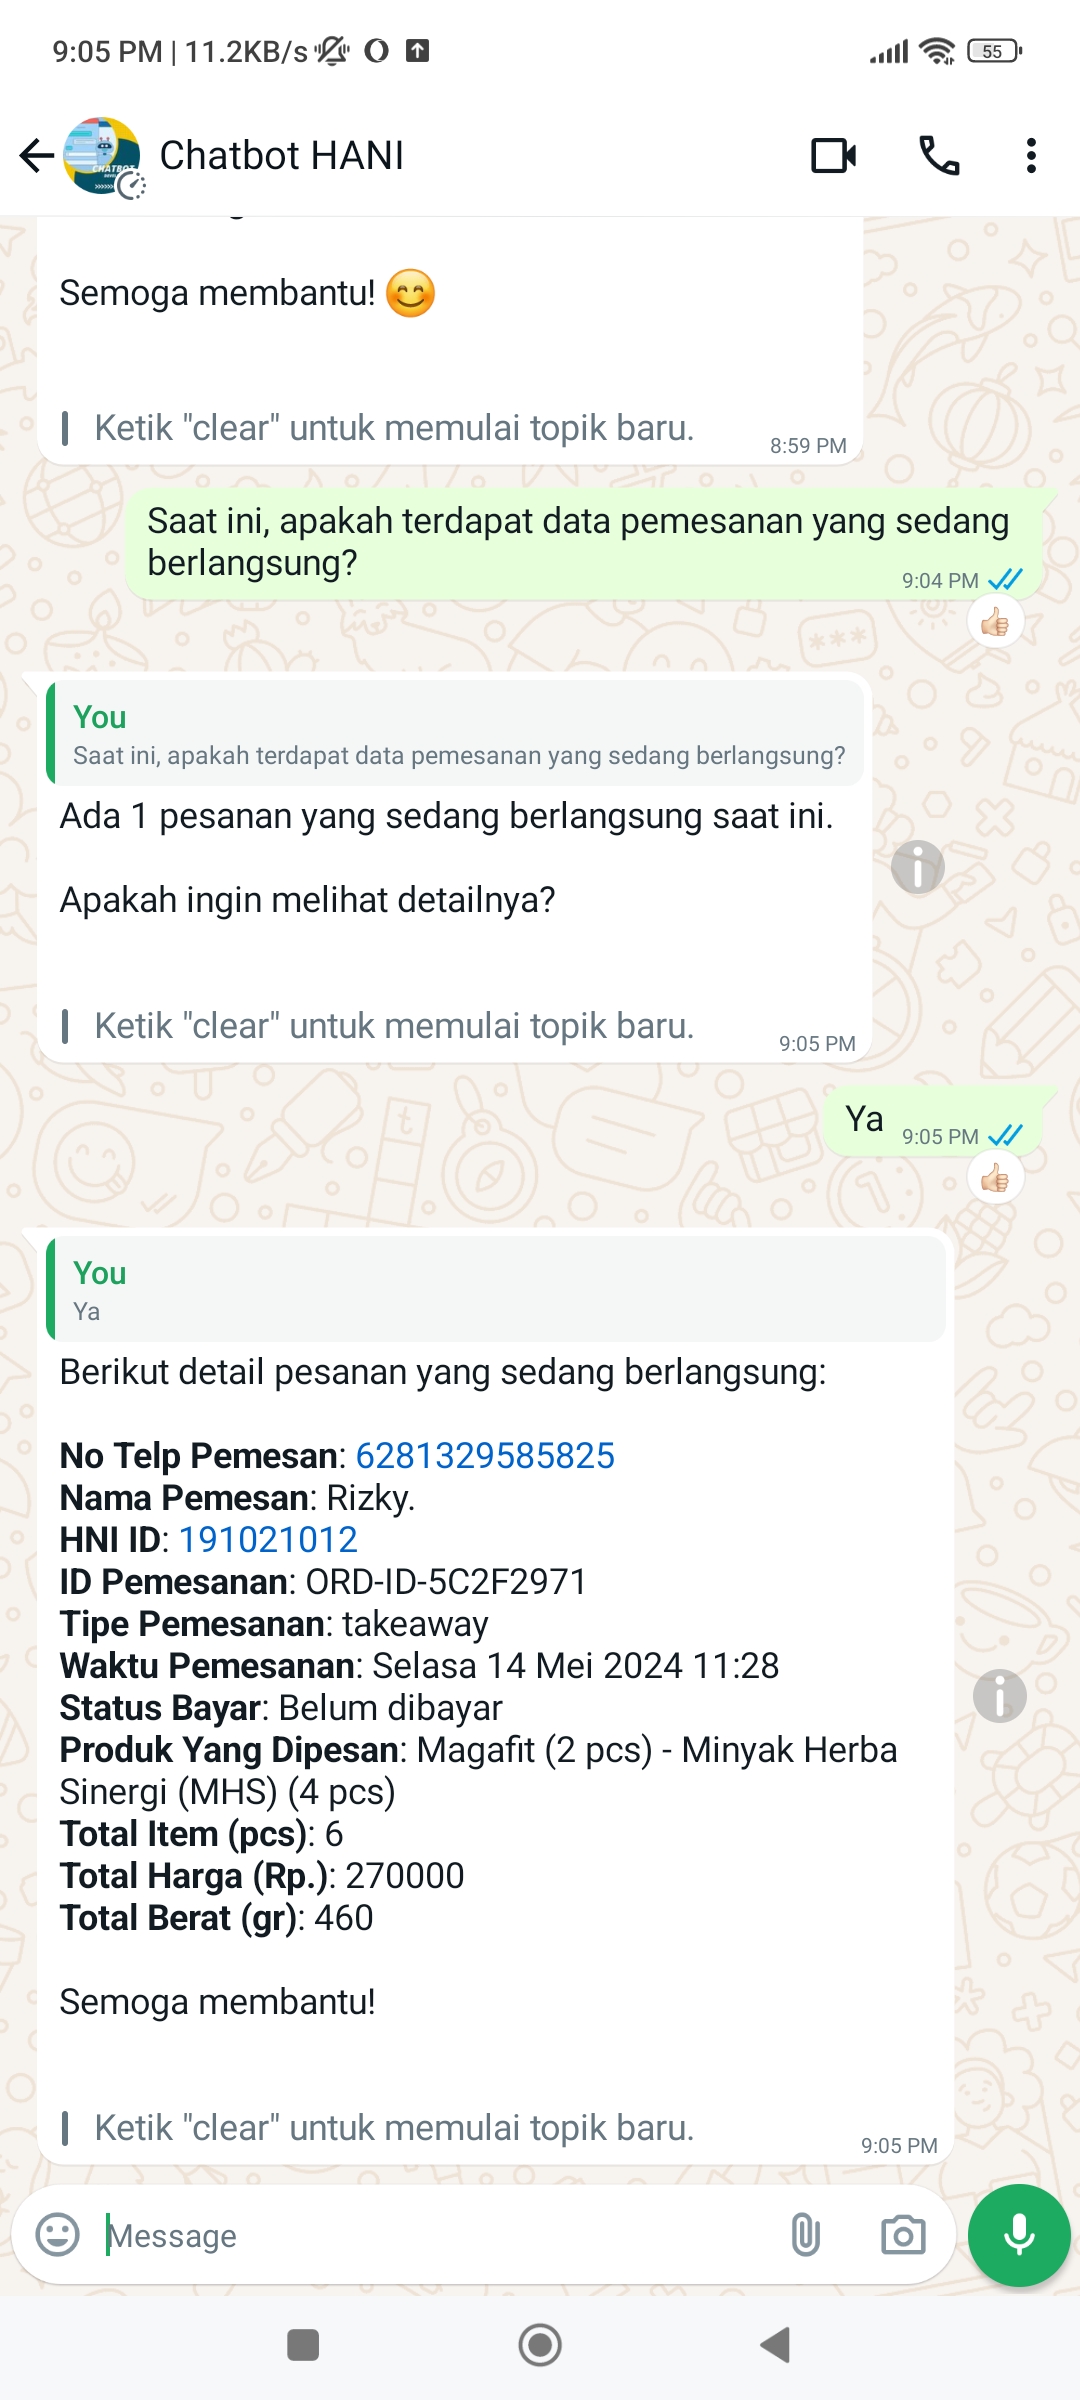 9:05 PM | 11.2KB/s
55
Chatbot HANI
CHATBOT
Semoga membantu! 😊
Ketik "clear" untuk memulai topik baru.
8:59 PM
Saat ini, apakah terdapat data pemesanan yang sedang
berlangsung?
9:04 PM
You
Saat ini, apakah terdapat data pemesanan yang sedang berlangsung?
Ada 1 pesanan yang sedang berlangsung saat ini.
Apakah ingin melihat detailnya?
Ketik "clear" untuk memulai topik baru.
9:05 PM
Ya
9:05 PM
You
Ya
Berikut detail pesanan yang sedang berlangsung:
No Telp Pemesan: 6281329585825
Nama Pemesan: Rizky.
HNI ID: 191021012
ID Pemesanan: ORD-ID-5C2F2971
Tipe Pemesanan: takeaway
Waktu Pemesanan: Selasa 14 Mei 2024 11:28
Status Bayar: Belum dibayar
Produk Yang Dipesan: Magafit (2 pcs) - Minyak Herba
Sinergi (MHS) (4 pcs)
Total Item (pcs): 6
Total Harga (Rp.): 270000
Total Berat (gr): 460
Semoga membantu!
Ketik "clear" untuk memulai topik baru.
9:05 PM
Message